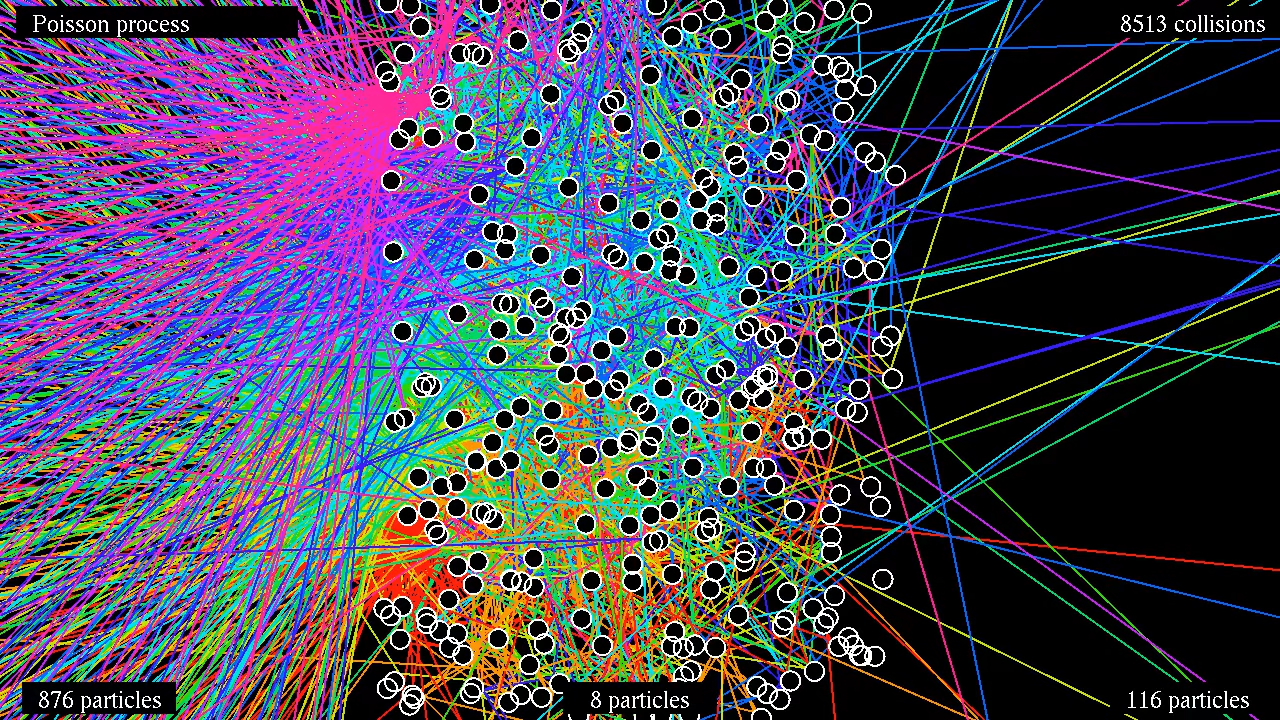 Poisson process
8513 collisions
876 particles
8 particles
116 particles